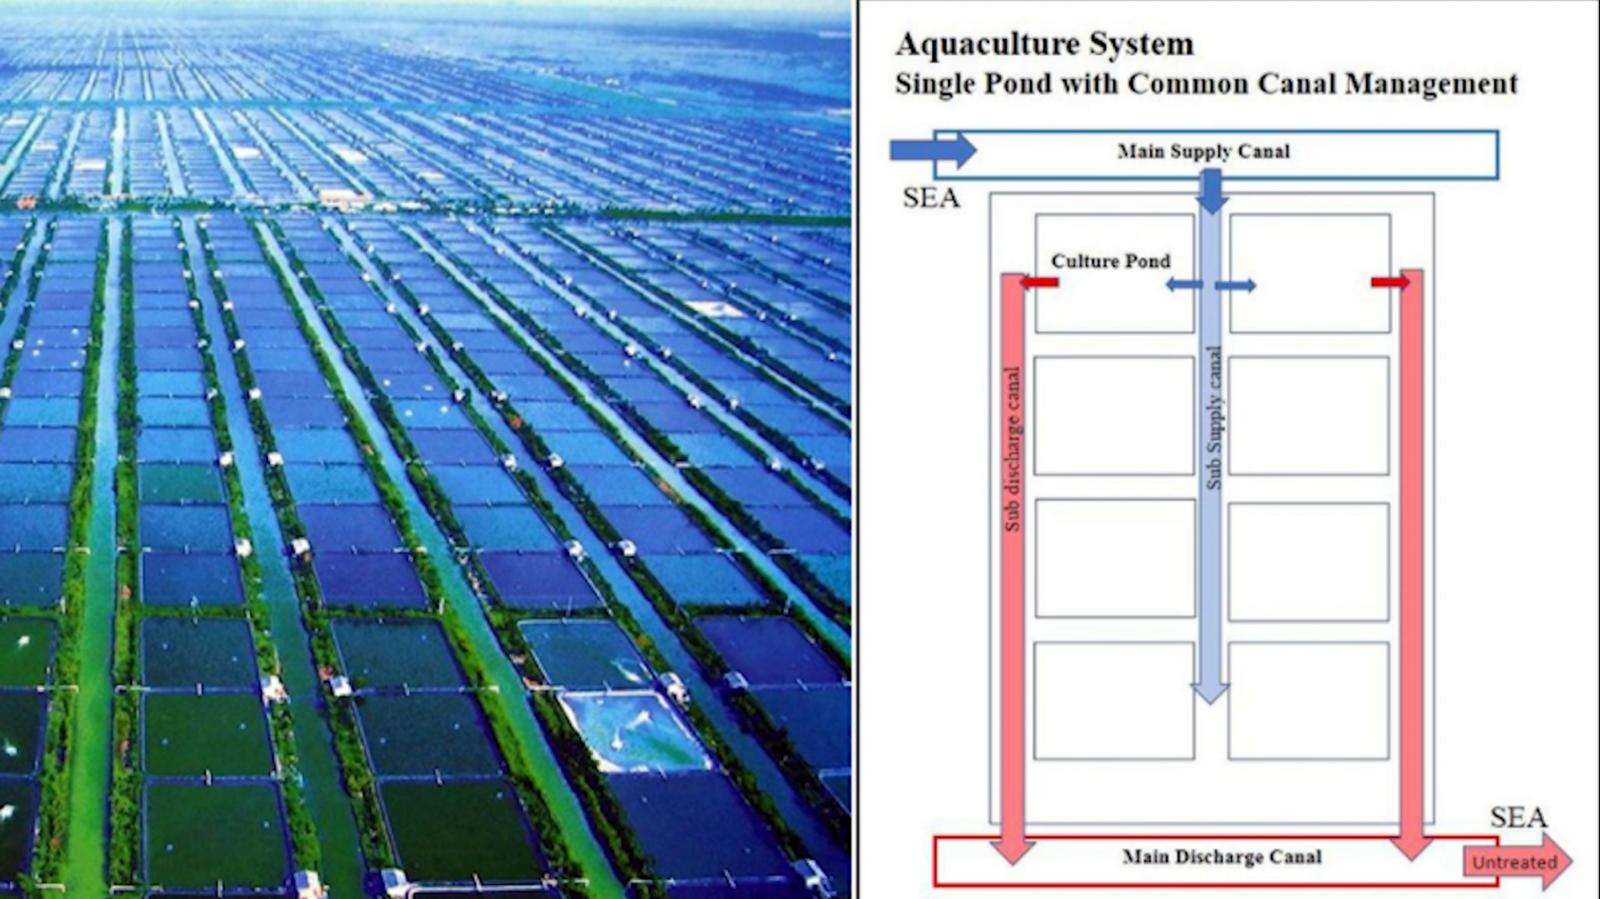 Aquaculture System
Single Pond with Common Canal Management
Main Supply Canal
SEA
Culture Pond
Sub Supply canal
Sub discharge canal
SEA
Main Discharge Canal
Untreated